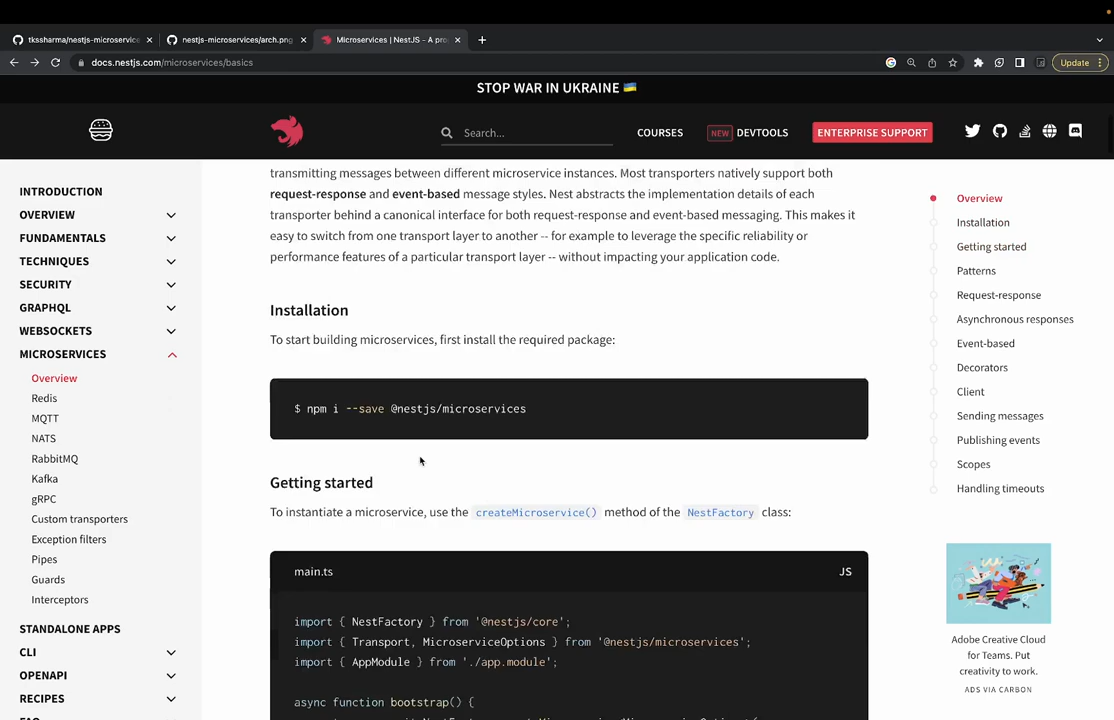 tkssharma/nestjs-microservic
nestjs-microservices/arch.png
Microservices | NestJS - A pro
docs.nestjs.com/microservices/basics
Update
STOP WAR IN UKRAINE 🇺🇦
Search...
COURSES
NEW
DEVTOOLS
ENTERPRISE SUPPORT
INTRODUCTION
OVERVIEW
FUNDAMENTALS
TECHNIQUES
SECURITY
GRAPHQL
WEBSOCKETS
MICROSERVICES
Overview
Redis
MQTT
NATS
RabbitMQ
Kafka
gRPC
Custom transporters
Exception filters
Pipes
Guards
Interceptors
STANDALONE APPS
CLI
OPENAPI
RECIPES
transmitting messages between different microservice instances. Most transporters natively support both
request-response and event-based message styles. Nest abstracts the implementation details of each
transporter behind a canonical interface for both request-response and event-based messaging. This makes it
easy to switch from one transport layer to another -- for example to leverage the specific reliability or
performance features of a particular transport layer -- without impacting your application code.
Installation
To start building microservices, first install the required package:
$ npm i --save @nestjs/microservices
Getting started
To instantiate a microservice, use the createMicroservice() method of the NestFactory class:
main.ts
JS
import { NestFactory } from '@nestjs/core';
import { Transport, MicroserviceOptions } from '@nestjs/microservices';
import { AppModule } from './app.module';
async function bootstrap() {
Overview
Installation
Getting started
Patterns
Request-response
Asynchronous responses
Event-based
Decorators
Client
Sending messages
Publishing events
Scopes
Handling timeouts
Adobe Creative Cloud
for Teams. Put
creativity to work.
ADS VIA CARBON